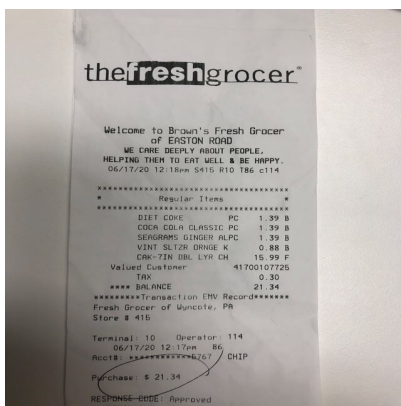 thefreshgrocer®
Welcome to Brown's Fresh Grocer
of EASTON ROAD
WE CARE DEEPLY ABOUT PEOPLE,
HELPING THEM TO EAT WELL & BE HAPPY.
06/17/20 12:18pm S415 R10 T86 c114
************************************
* Regular Items *
************************************
DIET COKE PC 1.39 B
COCA COLA CLASSIC PC 1.39 B
SEAGRAMS GINGER ALPC 1.39 B
VINT SLTZR ORNGE K 0.88 B
CAK-7IN DBL LYR CH 15.99 F
Valued Customer 41700107725
TAX 0.30
**** BALANCE 21.34
*********Transaction EMV Record*******
Fresh Grocer of Wyncote, PA
Store # 415
Terminal: 10 Operator: 114
06/17/20 12:17pm 86
Acct#: ************5767 CHIP
Purchase: $ 21.34
RESPONSE CODE: Approved